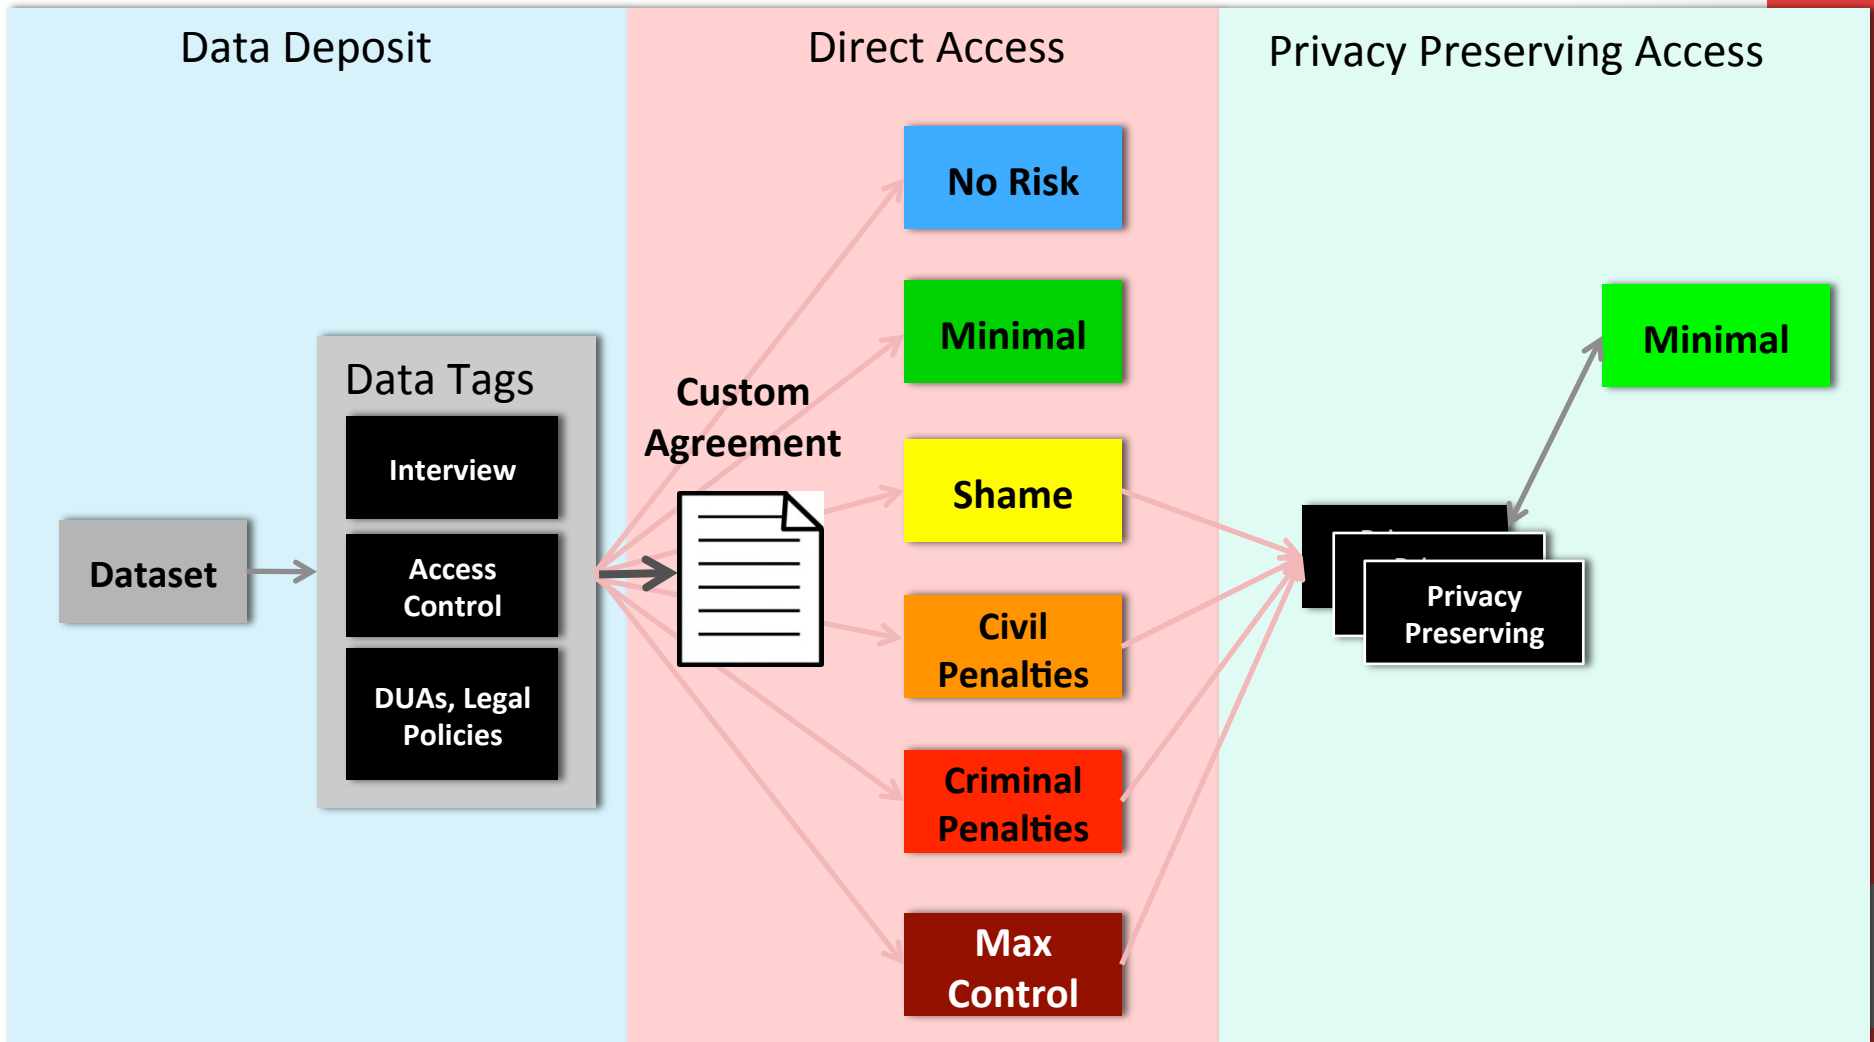 Data Deposit
Direct Access
Privacy Preserving Access
Dataset
Data Tags
Interview
Access
Control
DUAs, Legal
Policies
Custom
Agreement
No Risk
Minimal
Shame
Civil
Penalties
Criminal
Penalties
Max
Control
Privacy
Preserving
Minimal